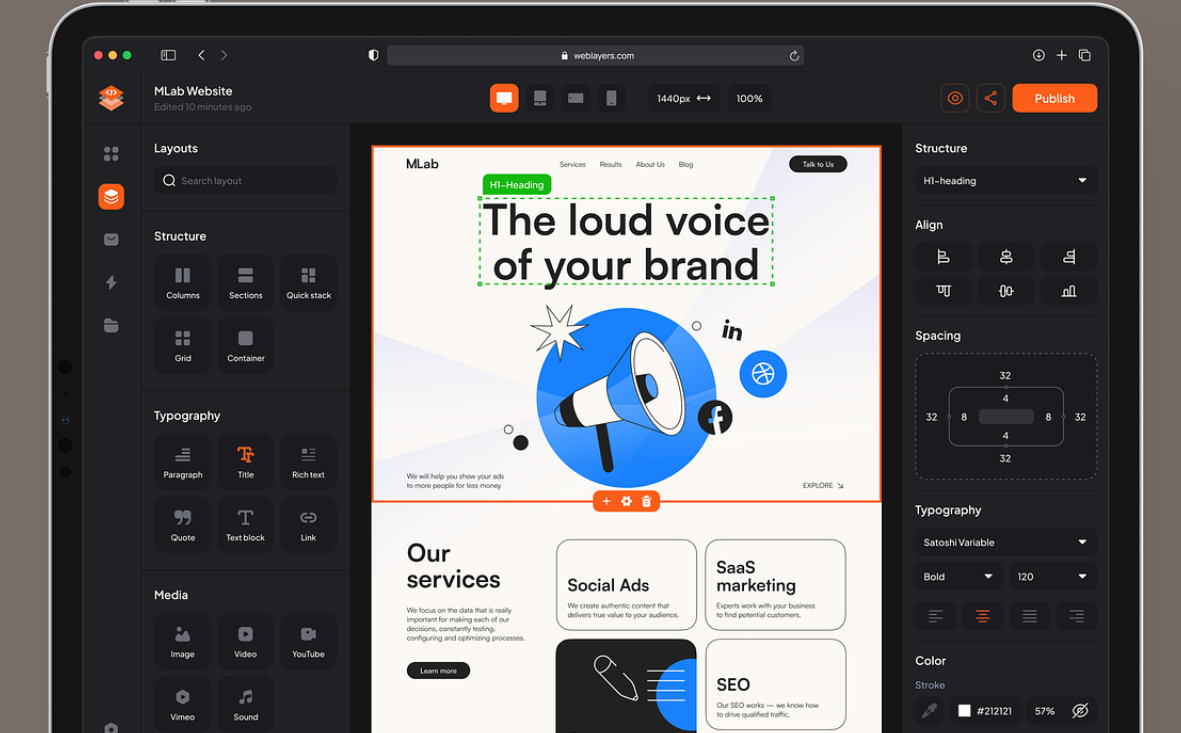 weblayers.com
MLab Website
Edited 10 minutes ago
1440px
100%
Publish
Layouts
Search layout
Structure
Columns
Sections
Quick stack
Grid
Container
Typography
Paragraph
Title
Rich text
Quote
Text block
Link
Media
Image
Video
YouTube
Vimeo
Sound
MLab
Services
Results
About Us
Blog
Talk to Us
H1-Heading
The loud voice
of your brand
in
f
We will help you show your ads
to more people for less money
EXPLORE
Our
services
We focus on the data that is really
important for making each of our
decisions, constantly testing,
configuring and optimizing processes.
Learn more
Social Ads
We create authentic content that
delivers true value to your audience.
SaaS
marketing
Experts work with your business
to find potential customers.
SEO
Our SEO works — we know how
to drive qualified traffic.
Structure
H1-heading
Align
Spacing
32
4
32
8
8
32
4
32
Typography
Satoshi Variable
Bold
120
Color
Stroke
#212121
57%